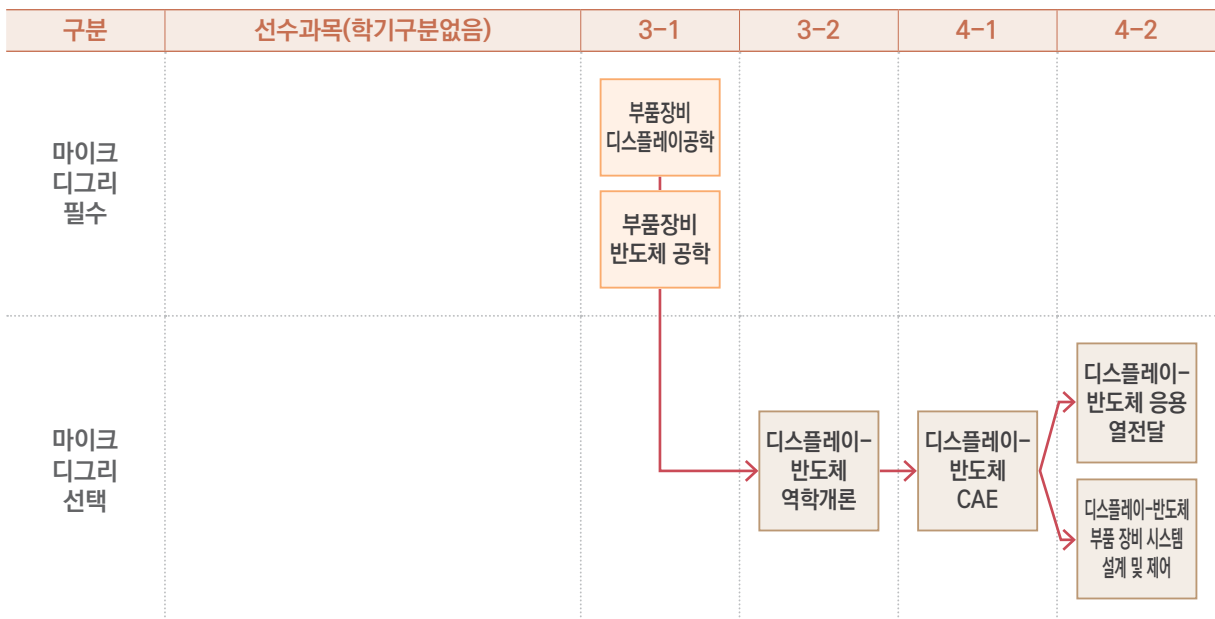 구분 선수과목(학기구분없음) 3-1 3-2 4-1 4-2
마이크
디그리
필수
부품장비
디스플레이공학
부품장비
반도체 공학
마이크
디그리
선택
디스플레이-
반도체
역학개론
디스플레이-
반도체
CAE
디스플레이-
반도체 응용
열전달
디스플레이-반도체
부품 장비 시스템
설계 및 제어